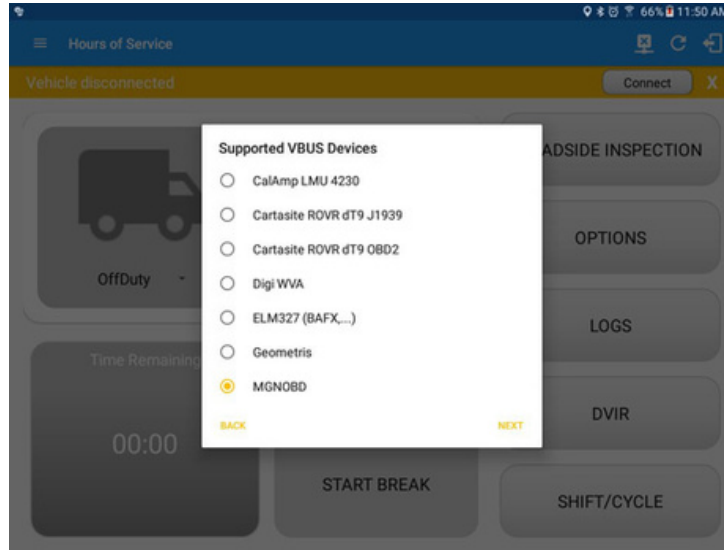 66% 11:50 AM
Hours of Service
Vehicle disconnected
Connect
X
Supported VBUS Devices
CalAmp LMU 4230
Cartasite ROVR dT9 J1939
Cartasite ROVR dT9 OBD2
Digi WVA
ELM327 (BAFX,...)
Geometris
MGNOBD
BACK
NEXT
OffDuty
Time Remaining
00:00
START BREAK
ADSIDE INSPECTION
OPTIONS
LOGS
DVIR
SHIFT/CYCLE